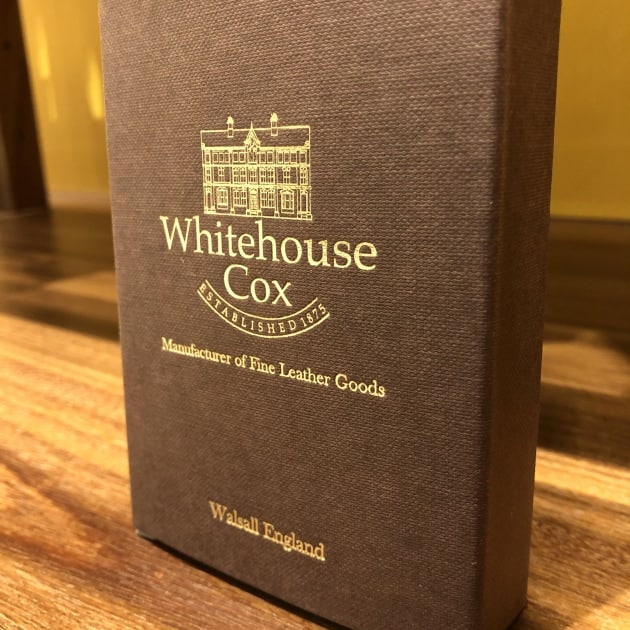 Whitehouse
Cox
ESTABLISHED 1875
Manufacturer of Fine Leather Goods
Walsall England